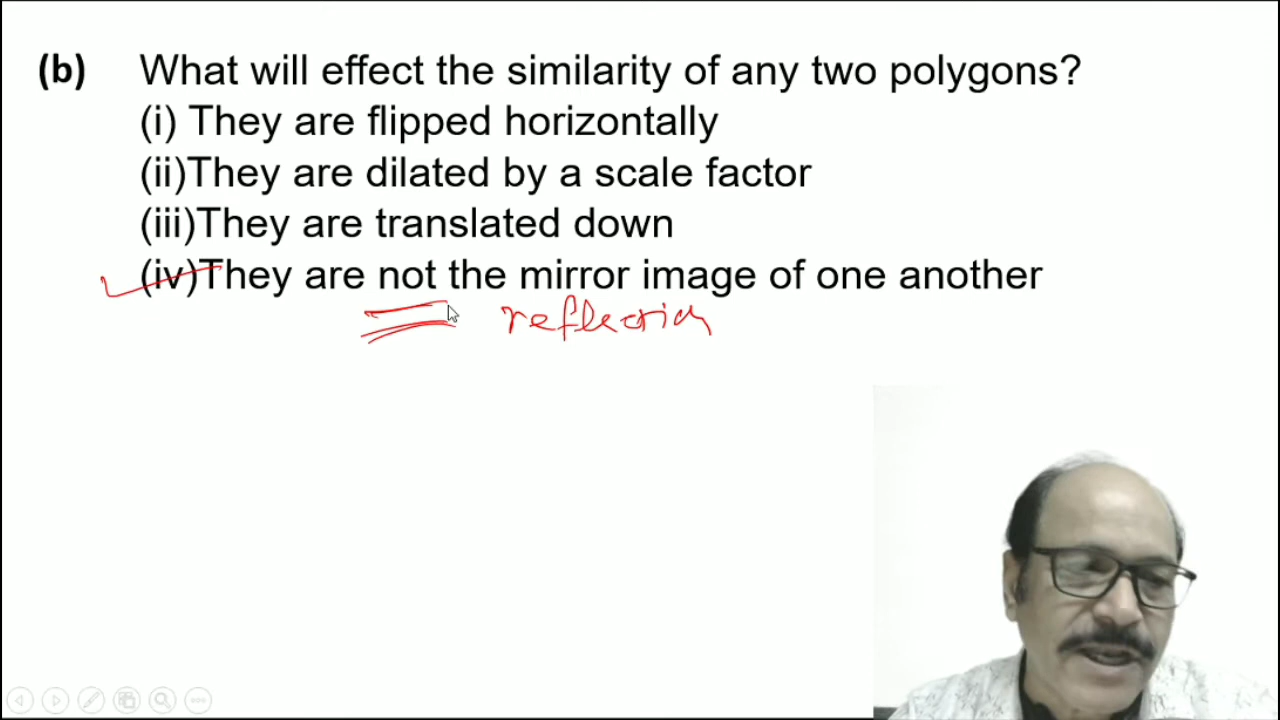 (b) What will effect the similarity of any two polygons?
(i) They are flipped horizontally
(ii)They are dilated by a scale factor
(iii)They are translated down
(iv)They are not the mirror image of one another
reflection